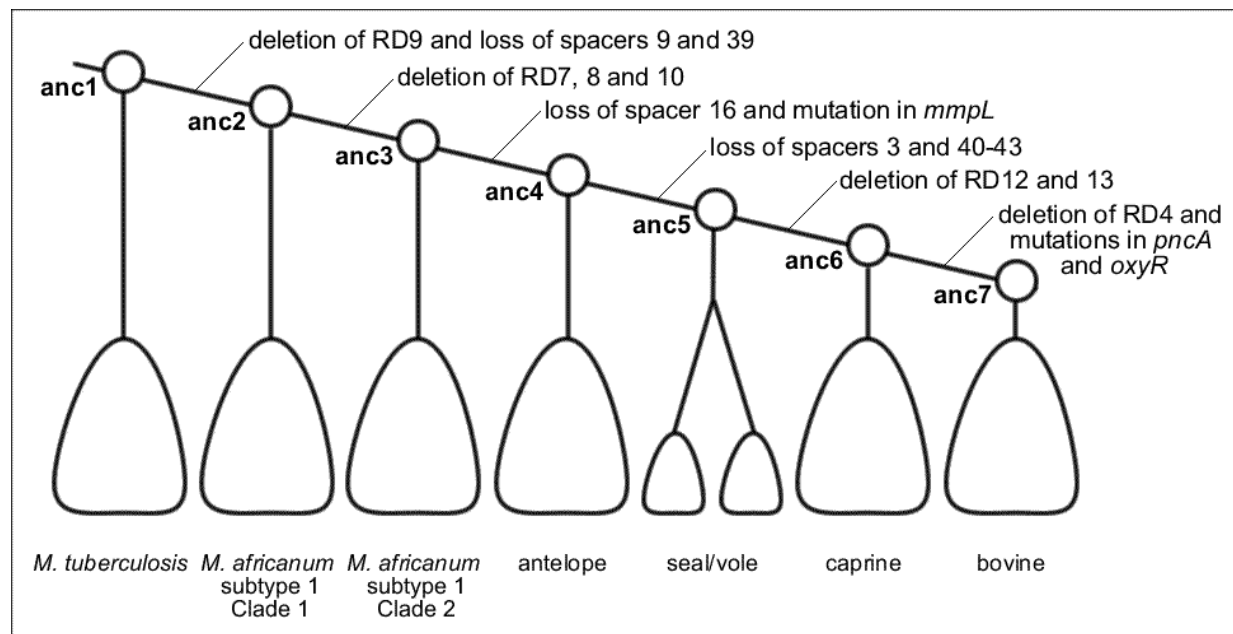 deletion of RD9 and loss of spacers 9 and 39
deletion of RD7, 8 and 10
anc1
loss of spacer 16 and mutation in mmpL
anc2
loss of spacers 3 and 40-43
anc3
deletion of RD12 and 13
anc4
deletion of RD4 and
mutations in pncA
and oxyR
anc5
anc6
anc7
M. tuberculosis
M. africanum
subtype 1
Clade 1
M. africanum
subtype 1
Clade 2
antelope
seal/vole
caprine
bovine